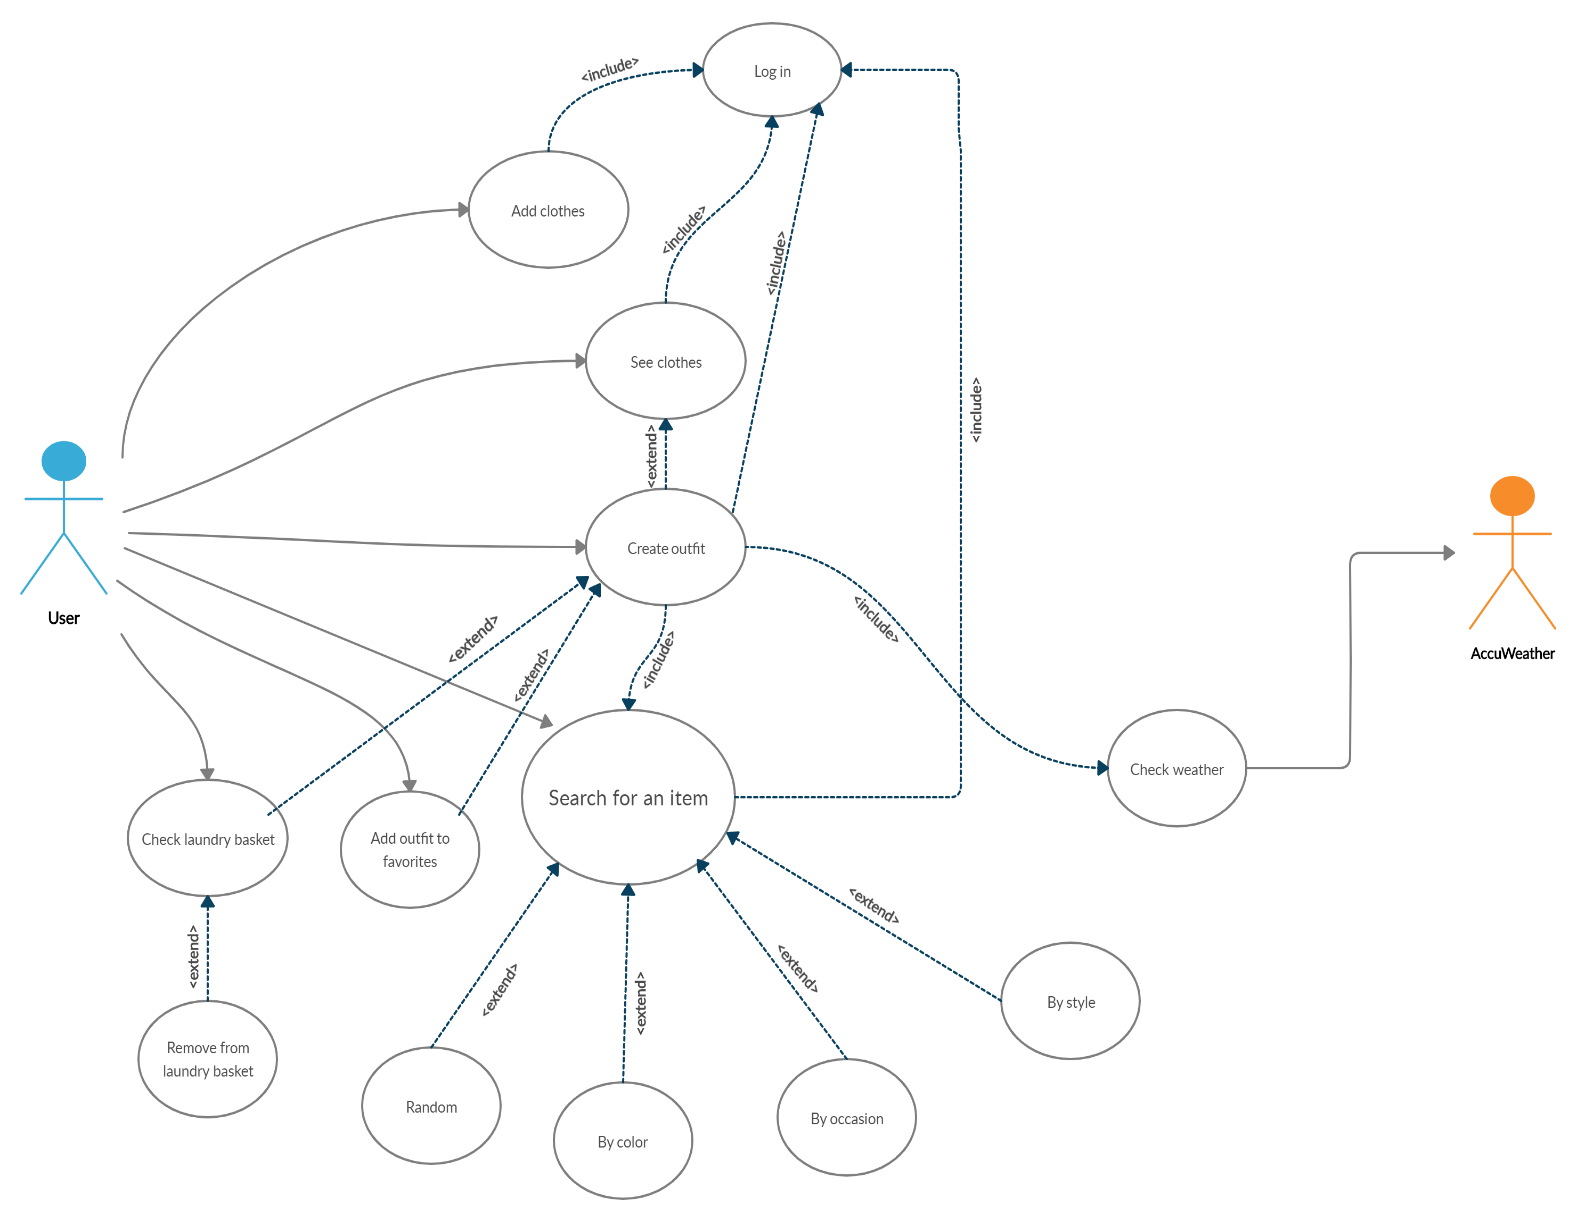 Log in
<include>
Add clothes
<include>
<include>
See clothes
<include>
<extend>
Create outfit
<include>
User
<extend>
<extend>
<include>
AccuWeather
Check weather
Search for an item
Check laundry basket
Add outfit to
favorites
<extend>
<extend>
<extend>
<extend>
<extend>
By style
Remove from
laundry basket
Random
By color
By occasion